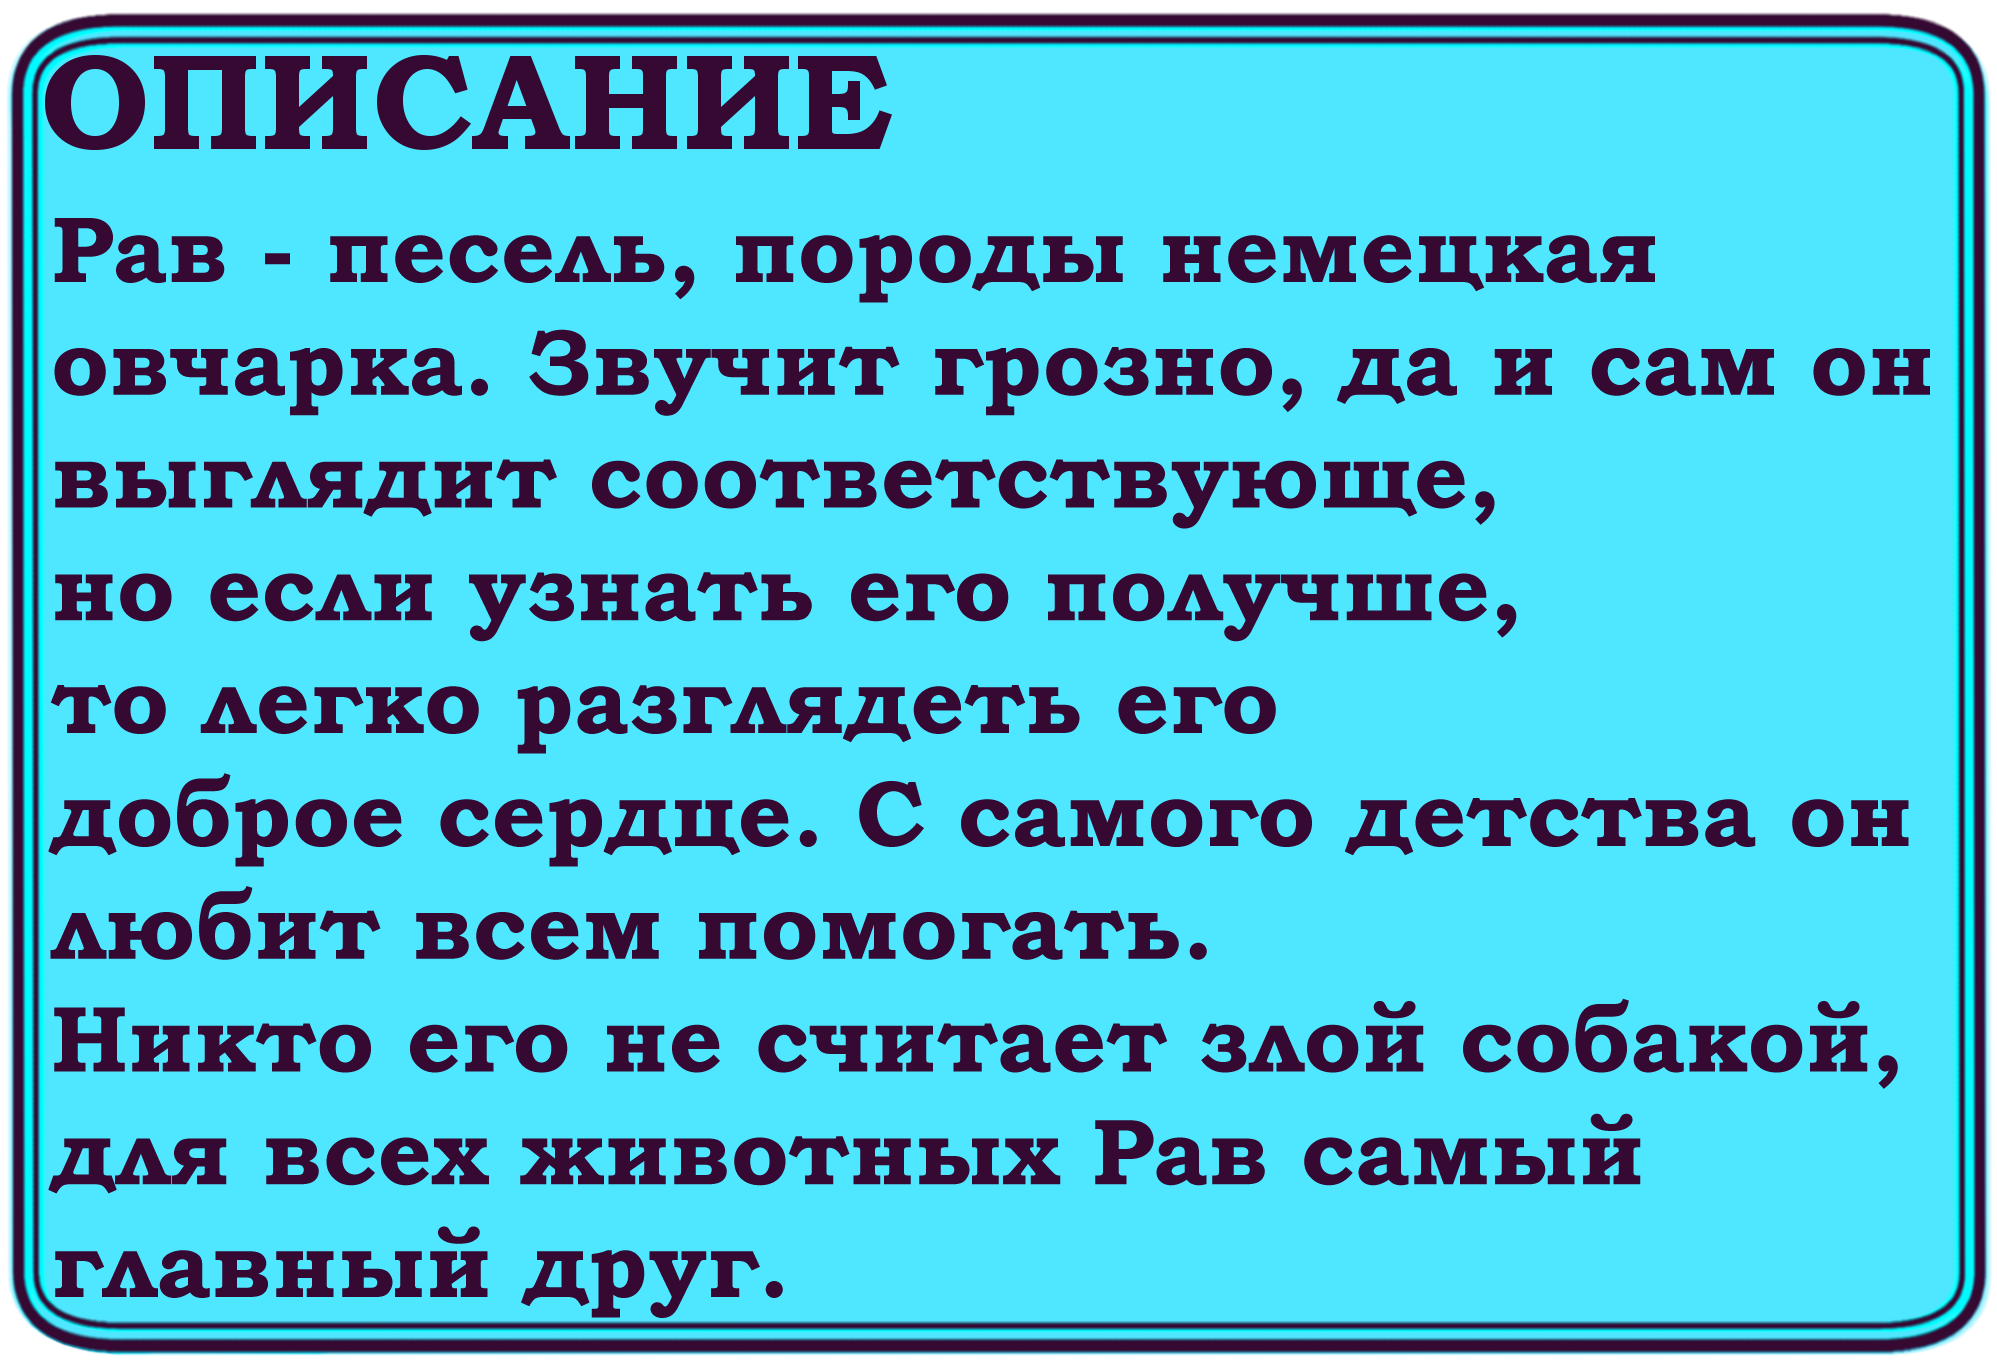 ОПИСАНИЕ
Рав - песель, породы немецкая
овчарка. Звучит грозно, да и сам он
выглядит соответствующе,
но если узнать его получше,
то легко разглядеть его
доброе сердце. С самого детства он
любит всем помогать.
Никто его не считает злой собакой,
для всех животных Рав самый
главный друг.